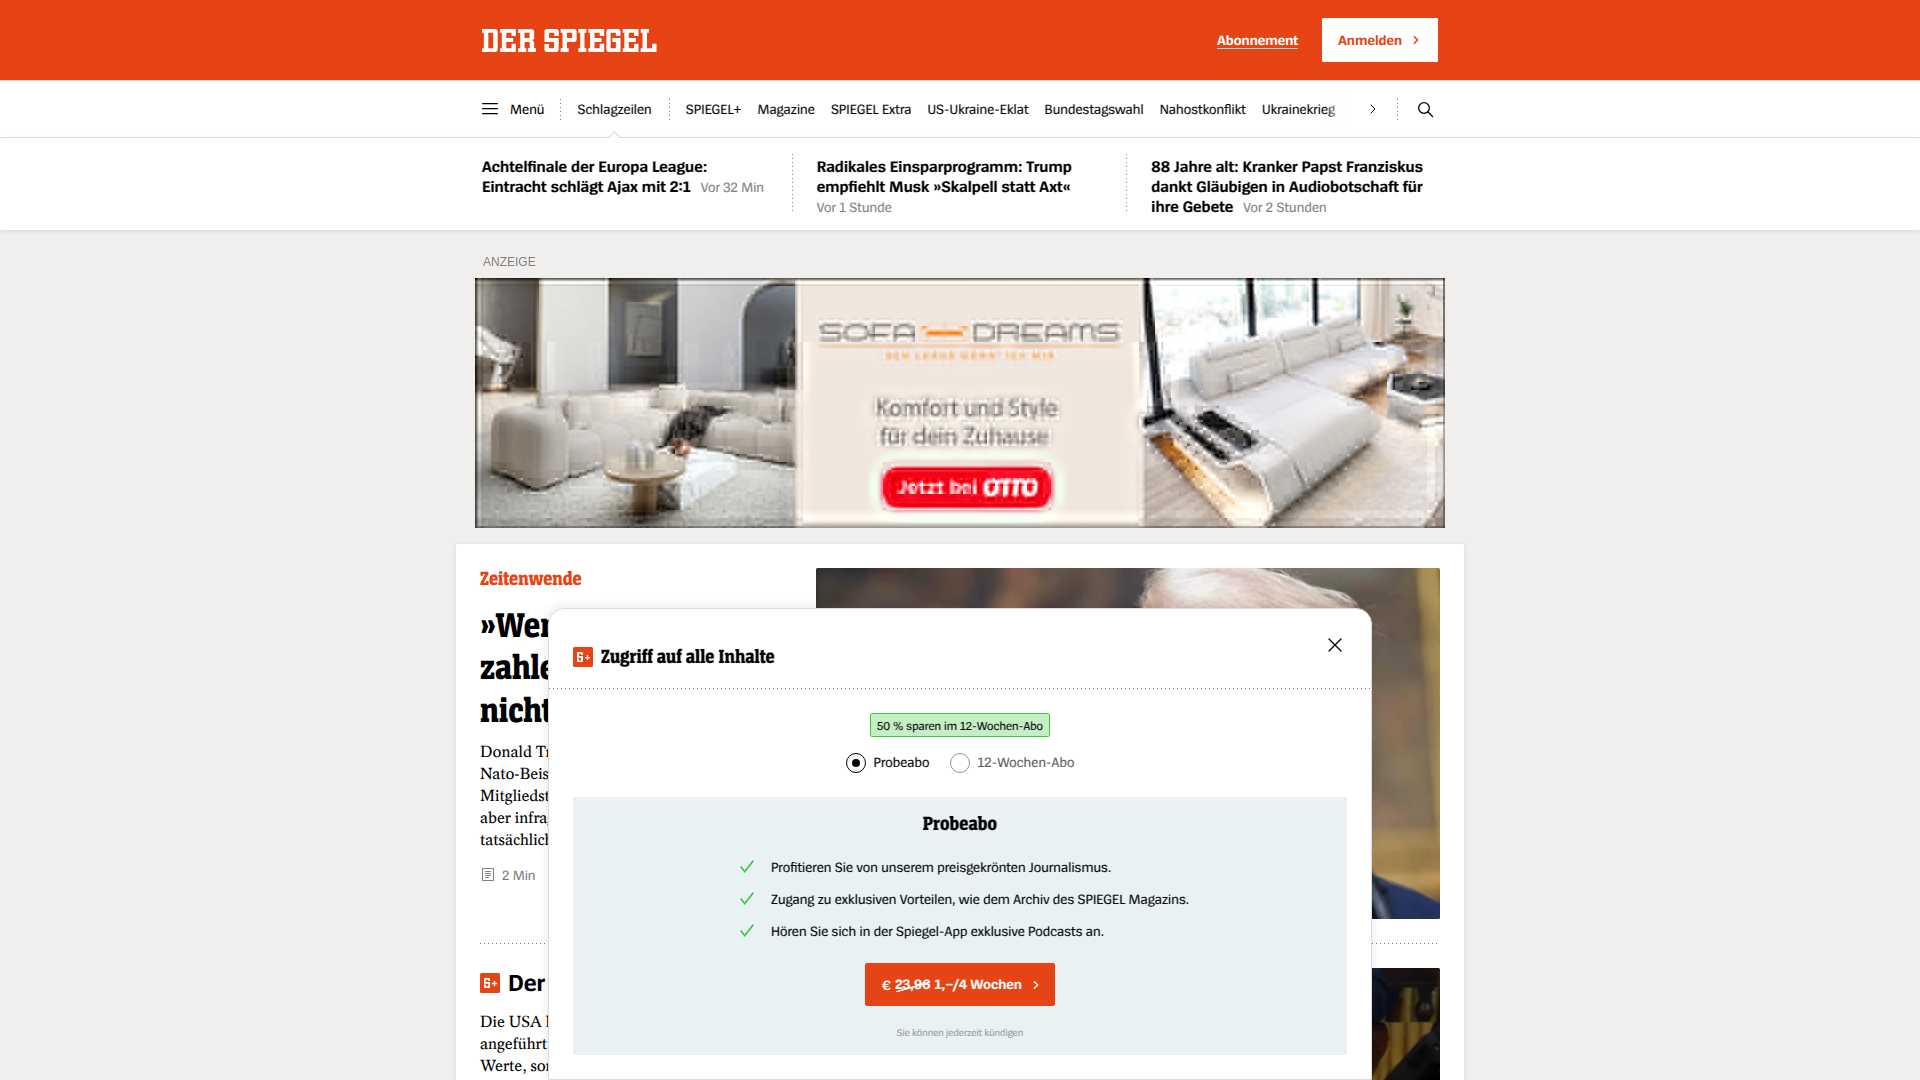 DER SPIEGEL
Abonnement
Anmelden
Menü
Schlagzeilen
SPIEGEL+
Magazine
SPIEGEL Extra
US-Ukraine-Eklat
Bundestagswahl
Nahostkonflikt
Ukrainekrieg
Achtelfinale der Europa League:
Eintracht schlägt Ajax mit 2:1 Vor 32 Min
Radikales Einsparprogramm: Trump
empfiehlt Musk »Skalpell statt Axt«
Vor 1 Stunde
88 Jahre alt: Kranker Papst Franziskus
dankt Gläubigen in Audiobotschaft für
ihre Gebete Vor 2 Stunden
ANZEIGE
SOFA DREAMS
Komfort und Style
für dein Zuhause
Jetzt bei OTTO
Zeitenwende
zahle
nicht
Donald
Nato-Beis
Mitgliedst
aber infra
tatsächlich
2 Min
Der
Die USA
angeführt
Werte,
Zugriff auf alle Inhalte
50 % sparen im 12-Wochen-Abo
Probeabo
12-Wochen-Abo
Probeabo
Profitieren Sie von unserem preisgekrönten Journalismus.
Zugang zu exklusiven Vorteilen, wie dem Archiv des SPIEGEL Magazins.
Hören Sie sich in der Spiegel-App exklusive Podcasts an.
€ 23,96 1,–/4 Wochen
Sie können jederzeit kündigen